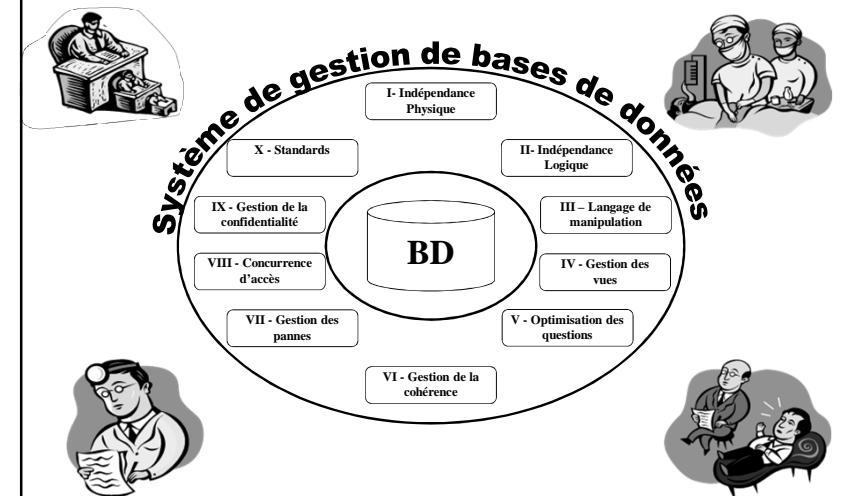 Système de gestion de bases de données
I- Indépendance
Physique
X - Standards
II- Indépendance
Logique
IX - Gestion de la
confidentialité
III – Langage de
manipulation
BD
VIII - Concurrence
d'accès
IV - Gestion des
vues
VII - Gestion des
pannes
V - Optimisation des
questions
VI - Gestion de la
cohérence